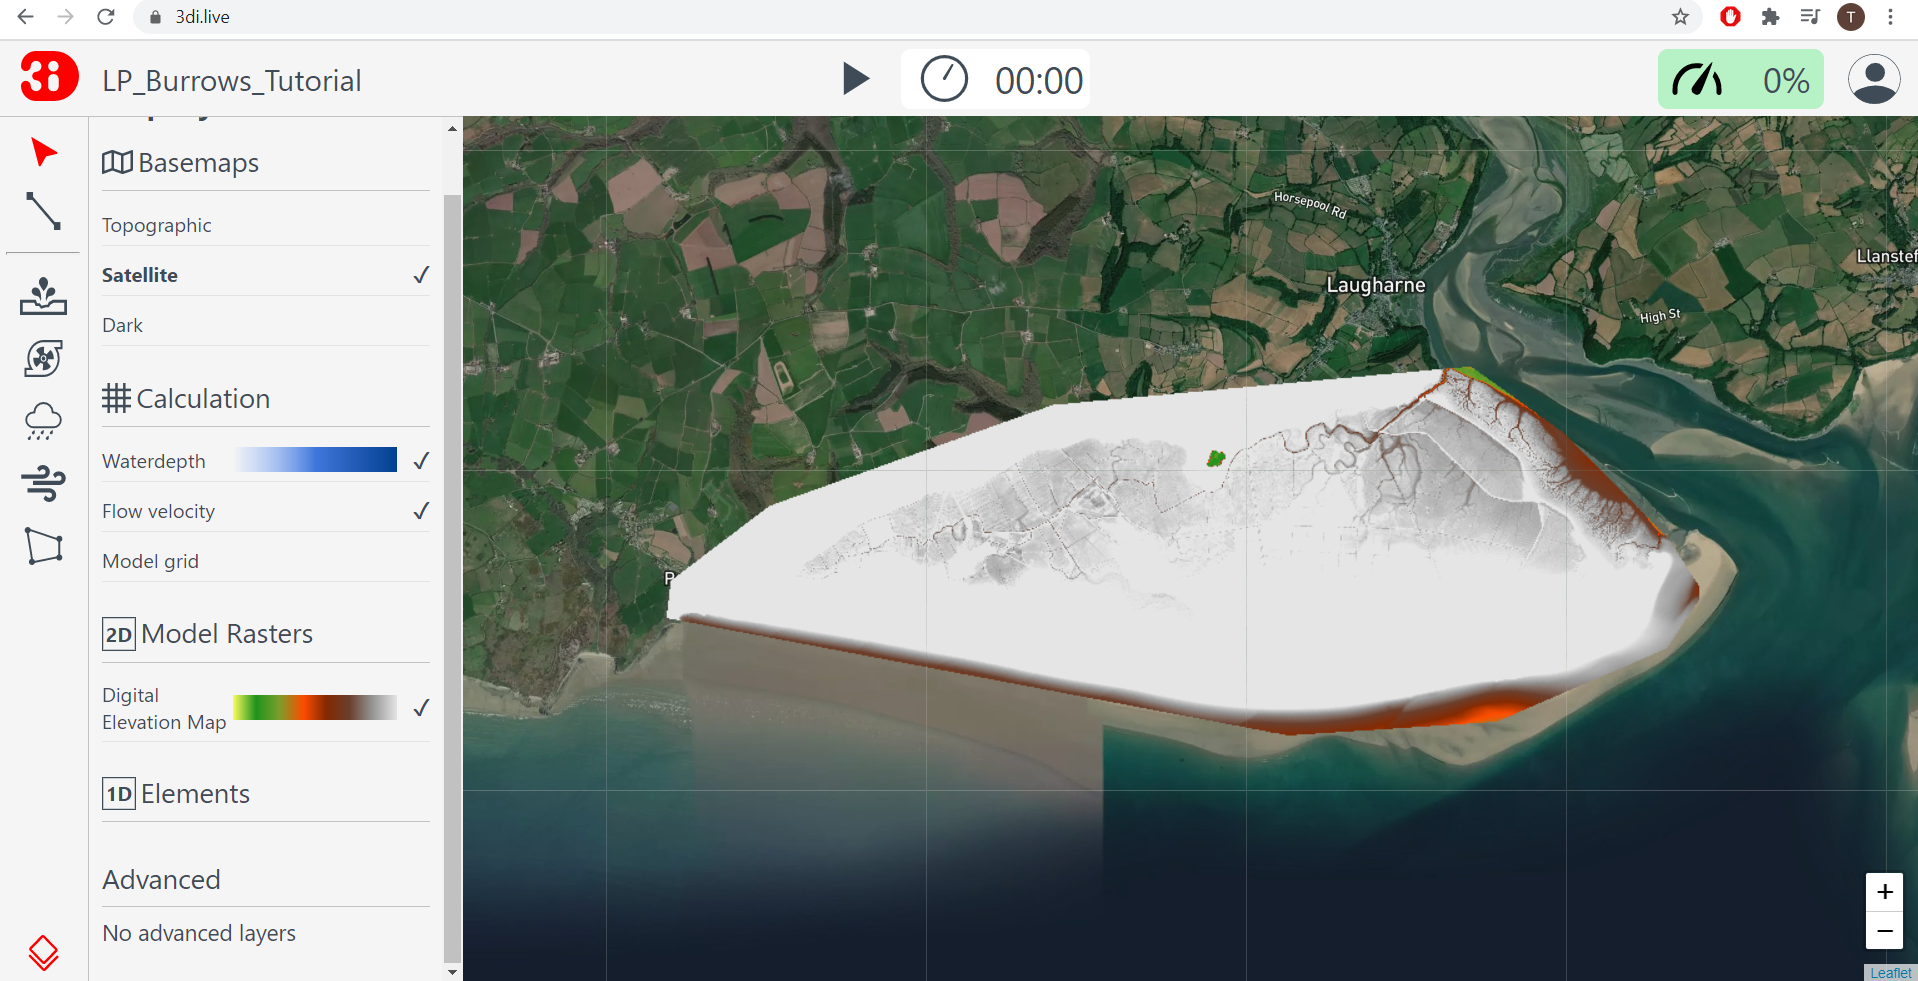 3di.live
T
3i
LP_Burrows_Tutorial
00:00
0%
Basemaps
Topographic
Satellite
Dark
Calculation
Waterdepth
Flow velocity
Model grid
2D Model Rasters
Digital
Elevation Map
1D Elements
Advanced
No advanced layers
Horsepool Rd
Laugharne
Llanstef
High St
P
+
−
Leaflet